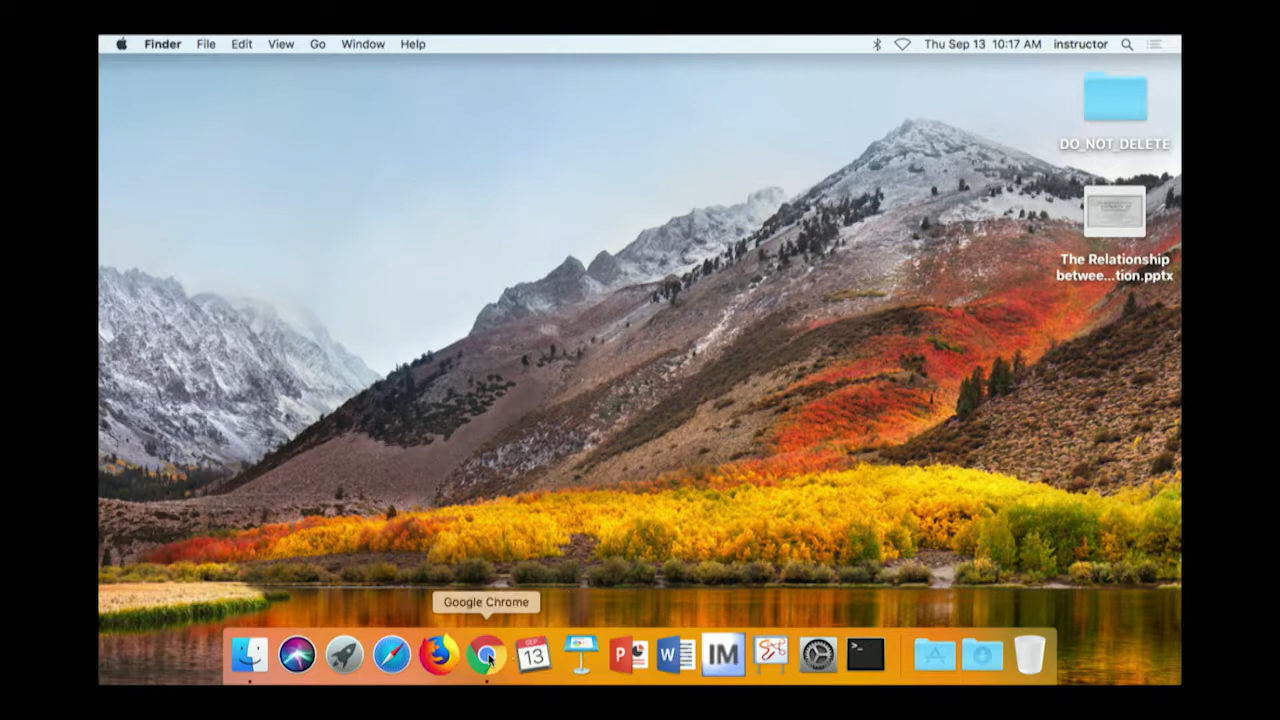 Finder File Edit View Go Window Help Thu Sep 13 10:17 AM instructor
DO_NOT_DELETE
The Relationship
betwee...tion.pptx
Google Chrome
SEP
13
P
W
IM
>_